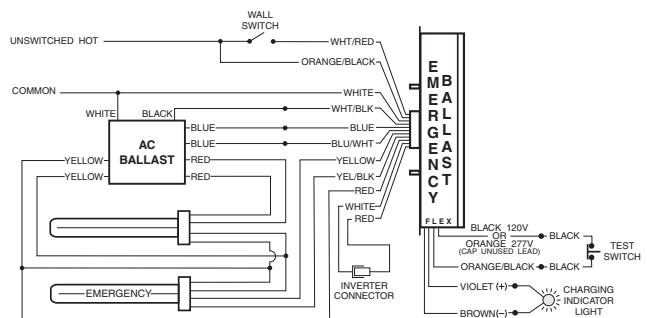 WALL
SWITCH
UNSWITCHED HOT
WHT/RED
ORANGE/BLACK
COMMON
WHITE
WHITE
BLACK
WHT/BLK
AC
BALLAST
BLUE
BLUE
BLUE
BLU/WHT
YELLOW
RED
YELLOW
YELLOW
RED
YEL/BLK
RED
WHITE
RED
EMERGENCY
BALLAST
FLEX
BLACK 120V
OR
ORANGE 277V
(CAP UNUSED LEAD)
BLACK
TEST
SWITCH
ORANGE/BLACK
BLACK
INVERTER
CONNECTOR
EMERGENCY
VIOLET (+)
CHARGING
INDICATOR
LIGHT
BROWN(–)